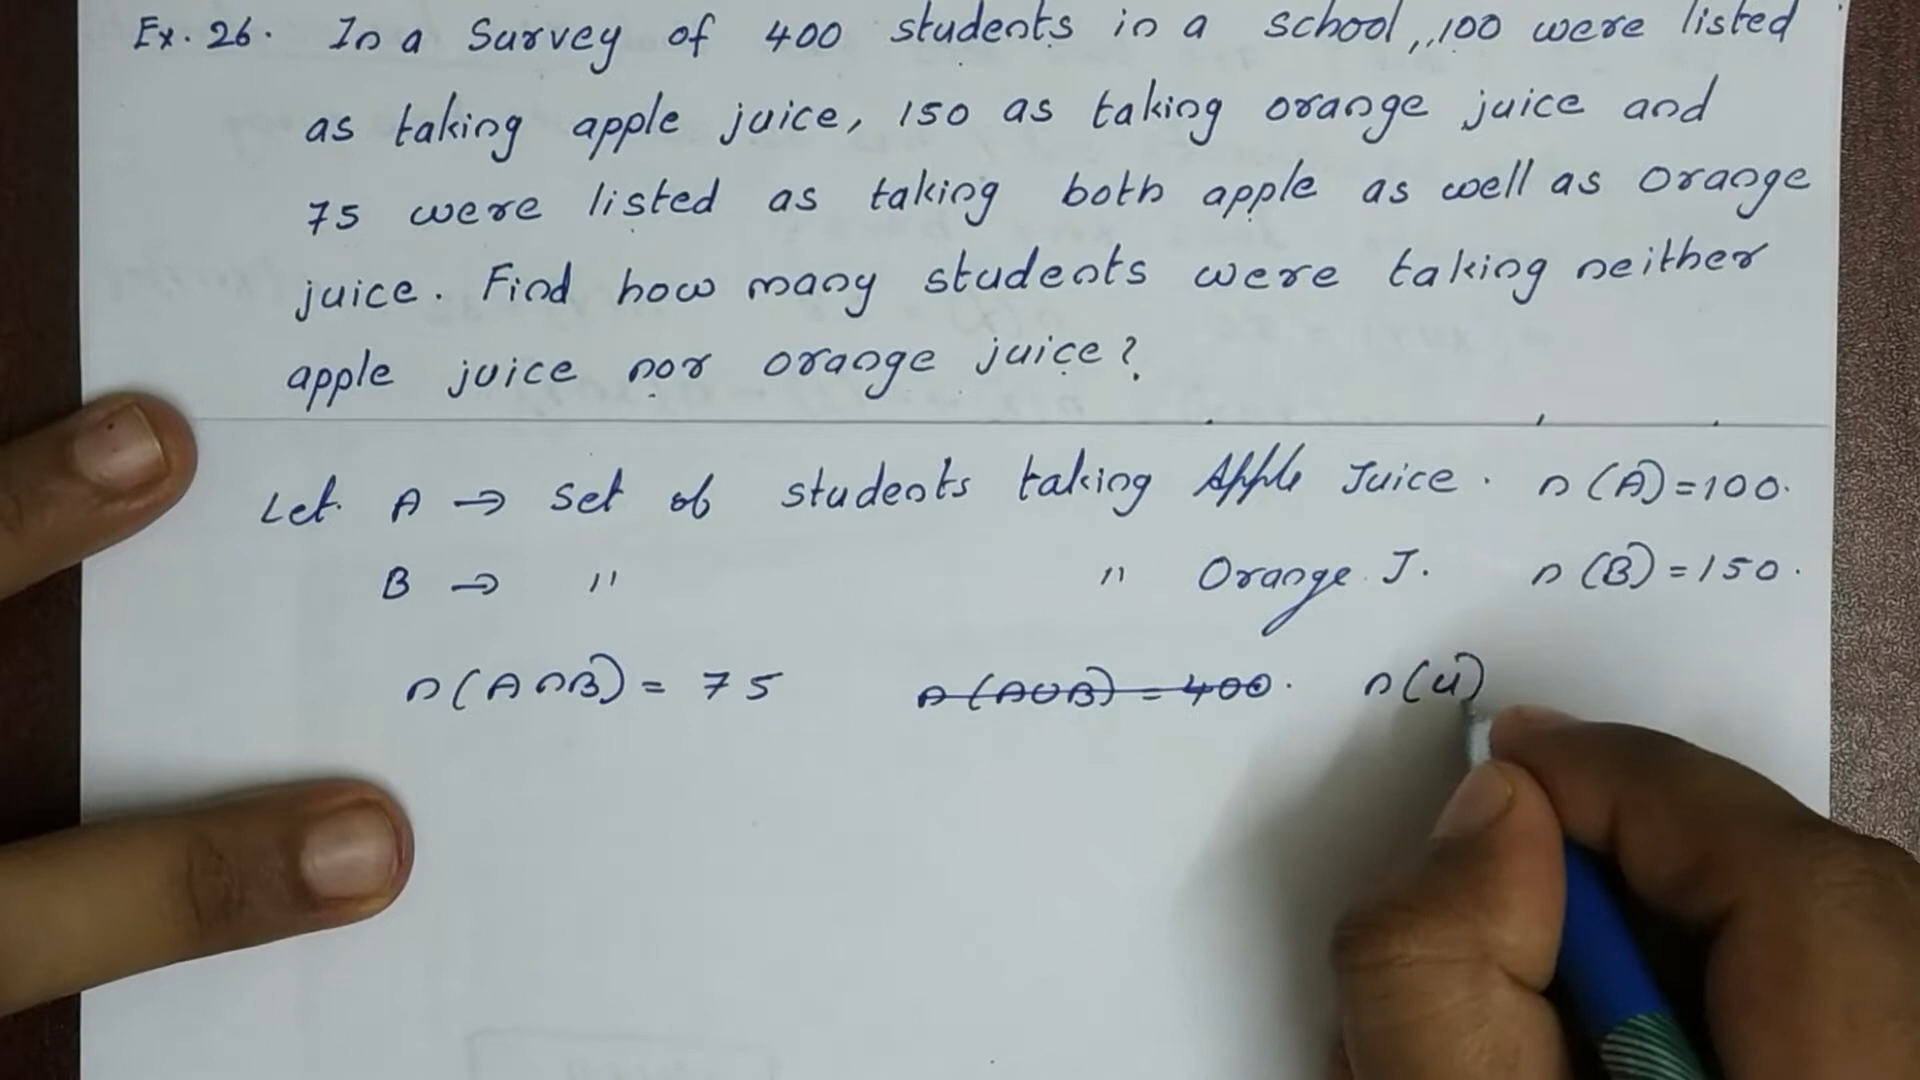 Ex. 26. In a Survey of 400 students in a school, 100 were listed
as taking apple juice, 150 as taking orange juice and
75 were listed as taking both apple as well as orange
juice. Find how many students were taking neither
apple juice nor orange juice?
Let A → Set of students taking Apple Juice. n(A)=100.
B → " " Orange J. n(B)=150.
n(A∩B) = 75 n(A∪B) = 400. n(U)